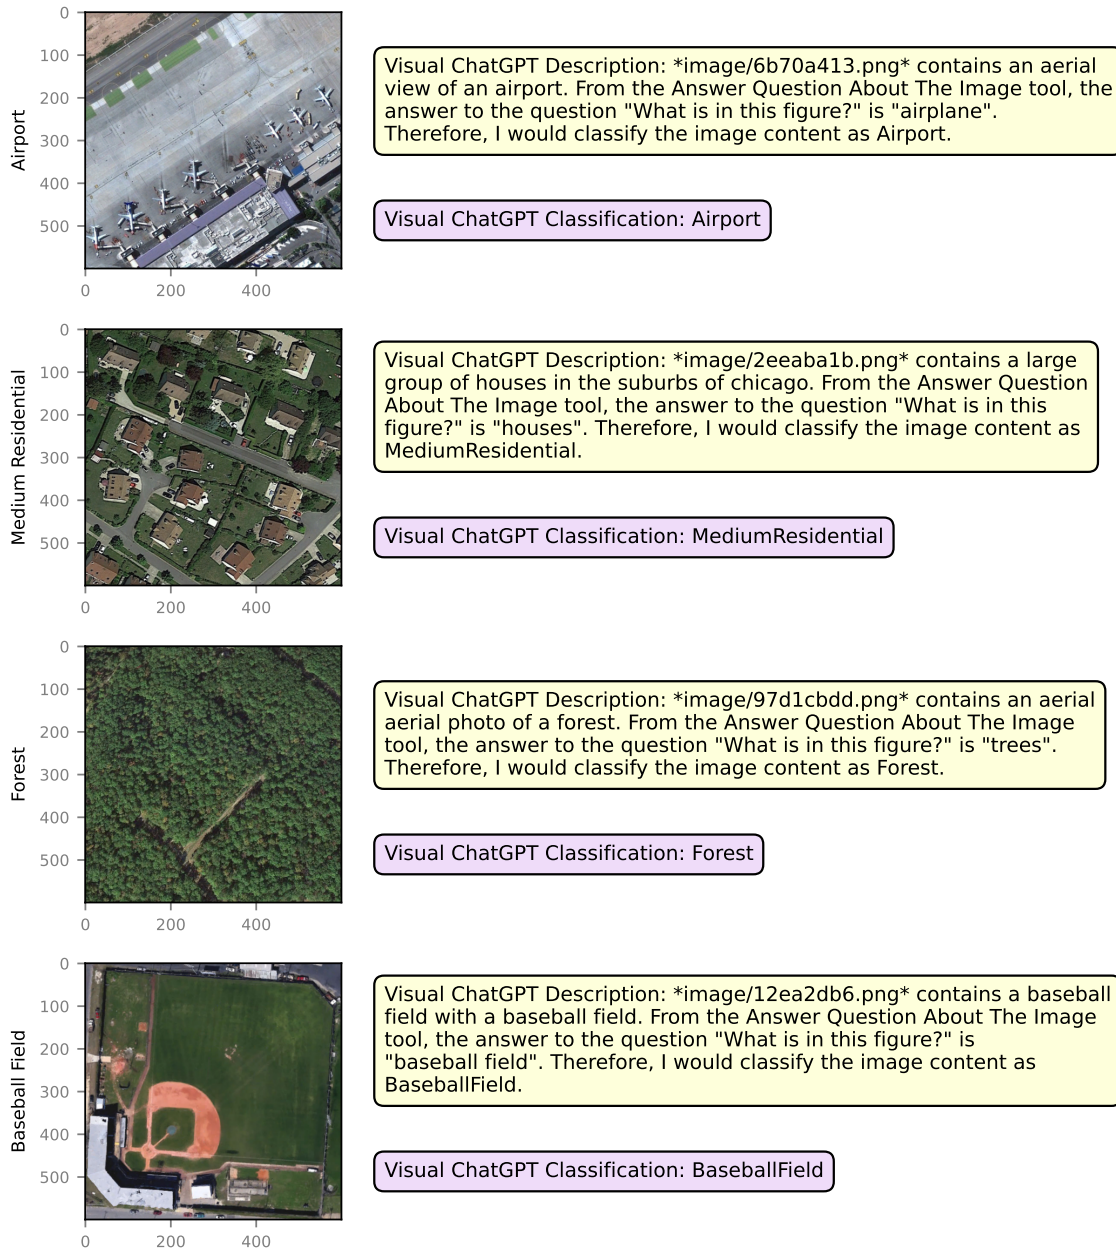 Airport
0
100
200
300
400
500
0
200
400
Visual ChatGPT Description: *image/6b70a413.png* contains an aerial
view of an airport. From the Answer Question About The Image tool, the
answer to the question "What is in this figure?" is "airplane".
Therefore, I would classify the image content as Airport.
Visual ChatGPT Classification: Airport
Medium Residential
0
100
200
300
400
500
0
200
400
Visual ChatGPT Description: *image/2eeaba1b.png* contains a large
group of houses in the suburbs of chicago. From the Answer Question
About The Image tool, the answer to the question "What is in this
figure?" is "houses". Therefore, I would classify the image content as
MediumResidential.
Visual ChatGPT Classification: MediumResidential
Forest
0
100
200
300
400
500
0
200
400
Visual ChatGPT Description: *image/97d1cbdd.png* contains an aerial
aerial photo of a forest. From the Answer Question About The Image
tool, the answer to the question "What is in this figure?" is "trees".
Therefore, I would classify the image content as Forest.
Visual ChatGPT Classification: Forest
Baseball Field
0
100
200
300
400
500
0
200
400
Visual ChatGPT Description: *image/12ea2db6.png* contains a baseball
field with a baseball field. From the Answer Question About The Image
tool, the answer to the question "What is in this figure?" is
"baseball field". Therefore, I would classify the image content as
BaseballField.
Visual ChatGPT Classification: BaseballField